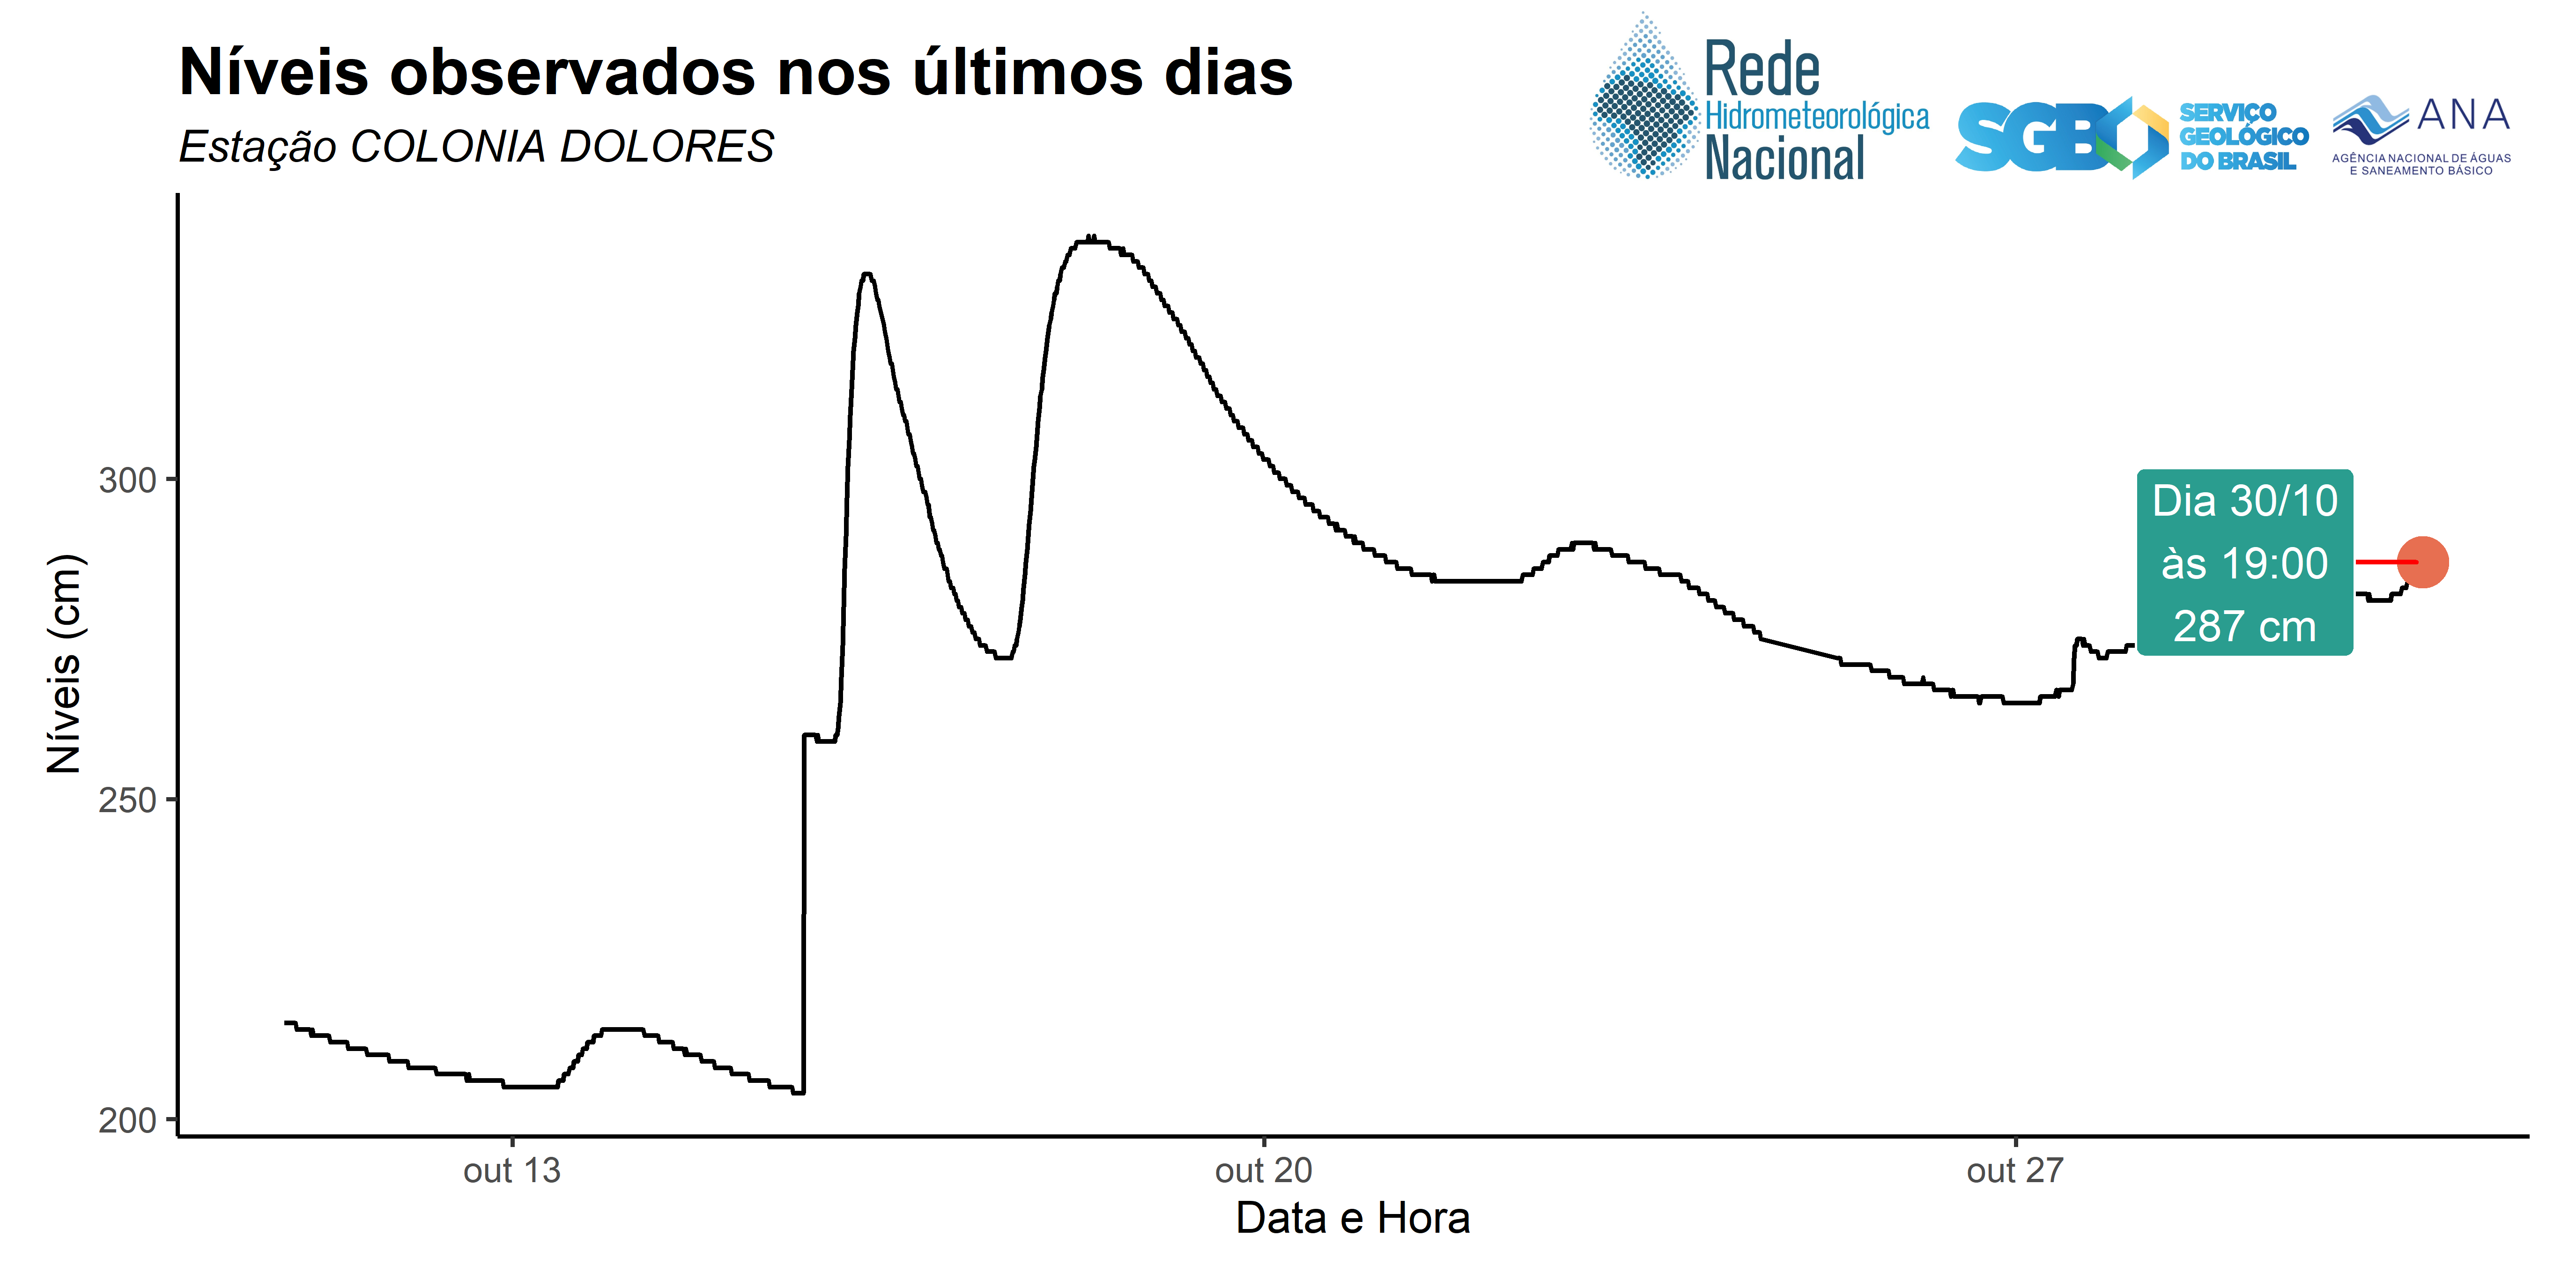 Níveis observados nos últimos dias
Estação COLONIA DOLORES
Rede
Hidrometeorológica
Nacional
SGB
SERVIÇO
GEOLÓGICO
DO BRASIL
ANA
AGÊNCIA NACIONAL DE ÁGUAS
E SANEAMENTO BÁSICO
Níveis (cm)
300
250
200
Dia 30/10
às 19:00
287 cm
out 13
out 20
out 27
Data e Hora